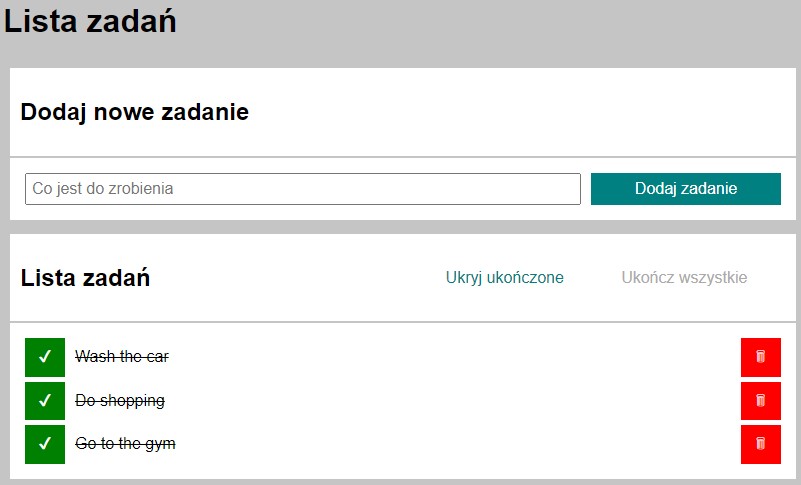 Lista zadań
Dodaj nowe zadanie
Co jest do zrobienia
Dodaj zadanie
Lista zadań
Ukryj ukończone
Ukończ wszystkie
Wash the car
Do shopping
Go to the gym